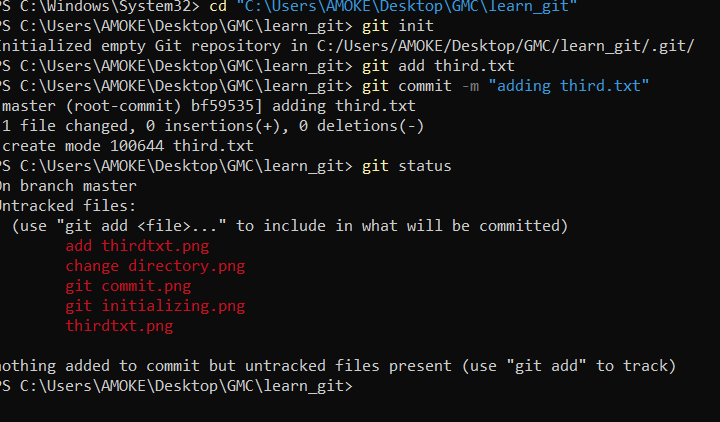 PS C:\Windows\System32> cd "C:\Users\AMOKE\Desktop\GMC\learn_git"
PS C:\Users\AMOKE\Desktop\GMC\learn_git> git init
Initialized empty Git repository in C:/Users/AMOKE/Desktop/GMC/learn_git/.git/
PS C:\Users\AMOKE\Desktop\GMC\learn_git> git add third.txt
PS C:\Users\AMOKE\Desktop\GMC\learn_git> git commit -m "adding third.txt"
master (root-commit) bf59535] adding third.txt
1 file changed, 0 insertions(+), 0 deletions(-)
create mode 100644 third.txt
PS C:\Users\AMOKE\Desktop\GMC\learn_git> git status
On branch master
Untracked files:
(use "git add <file>..." to include in what will be committed)
add thirdtxt.png
change directory.png
git commit.png
git initializing.png
thirdtxt.png
nothing added to commit but untracked files present (use "git add" to track)
PS C:\Users\AMOKE\Desktop\GMC\learn_git>